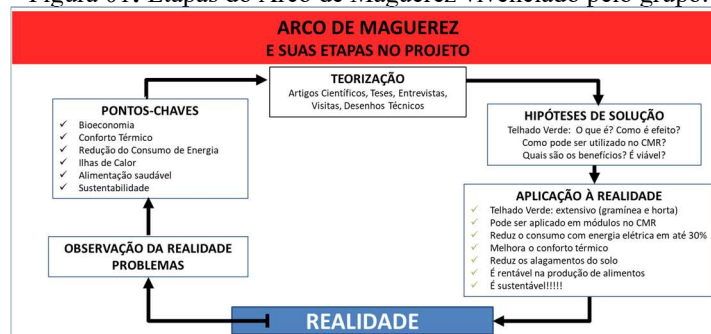 Figura 01: Etapas do Arco de Maguerez vivenciado pelo grupo.
ARCO DE MAGUEREZ
E SUAS ETAPAS NO PROJETO
TEORIZAÇÃO
Artigos Científicos, Teses, Entrevistas,
Visitas, Desenhos Técnicos
PONTOS-CHAVES
✓ Bioeconomia
✓ Conforto Térmico
✓ Redução do Consumo de Energia
✓ Ilhas de Calor
✓ Alimentação saudável
✓ Sustentabilidade
HIPÓTESES DE SOLUÇÃO
Telhado Verde: O que é? Como é efeito?
Como pode ser utilizado no CMR?
Quais são os benefícios? É viável?
APLICAÇÃO À REALIDADE
✓ Telhado Verde: extensivo (gramínea e horta)
✓ Pode ser aplicado em módulos no CMR
✓ Reduz o consumo com energia elétrica em até 30%
✓ Melhora o conforto térmico
✓ Reduz os alagamentos do solo
✓ É rentável na produção de alimentos
✓ É sustentável!!!!!
OBSERVAÇÃO DA REALIDADE
PROBLEMAS
REALIDADE